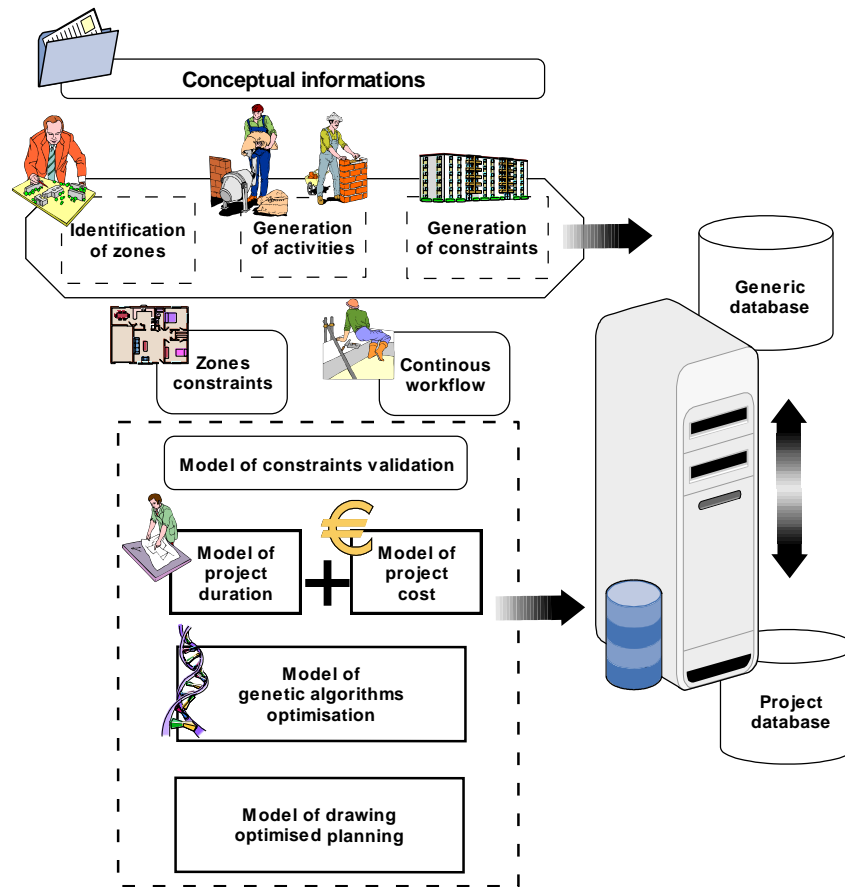 Conceptual informations
Identification
of zones
Generation
of activities
Generation
of constraints
Generic
database
Zones
constraints
Continous
workflow
Model of constraints validation
Model of
project
duration
+
Model of
project
cost
Model of
genetic algorithms
optimisation
Project
database
Model of drawing
optimised planning